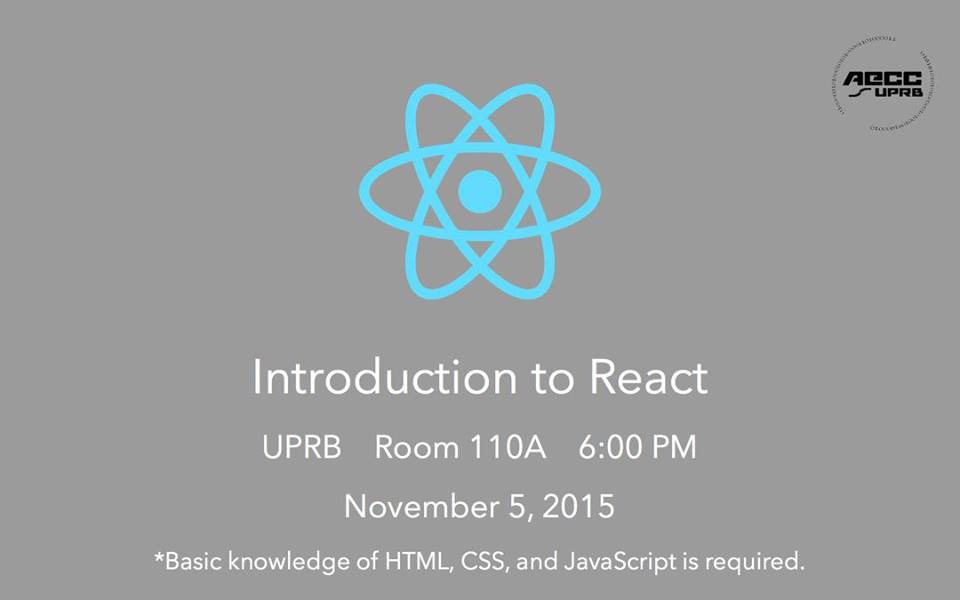 AECC
UPRB
Introduction to React
UPRB Room 110A 6:00 PM
November 5, 2015
*Basic knowledge of HTML, CSS, and JavaScript is required.